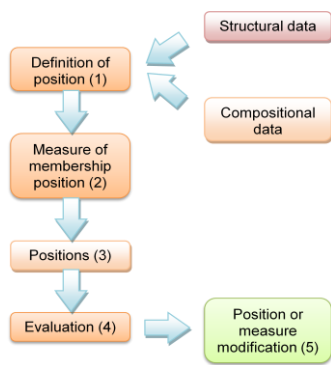 Structural data
Definition of
position (1)
Compositional
data
Measure of
membership
position (2)
Positions (3)
Evaluation (4)
Position or
measure
modification (5)